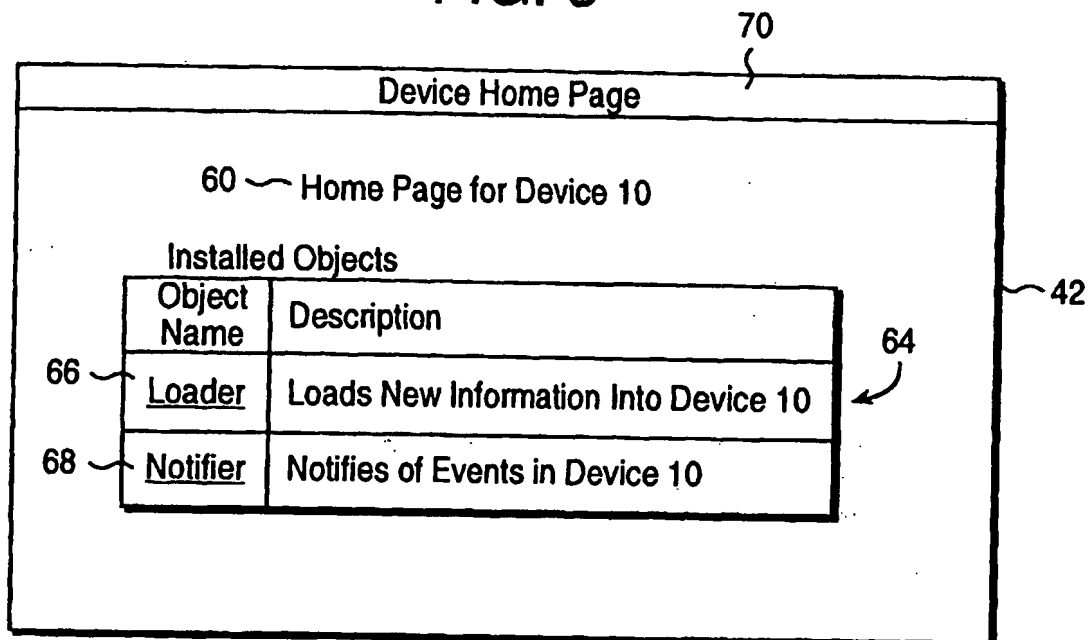 70
Device Home Page
60 Home Page for Device 10
Installed Objects
Object Name Description
66 Loader Loads New Information Into Device 10
64
42
68 Notifier Notifies of Events in Device 10